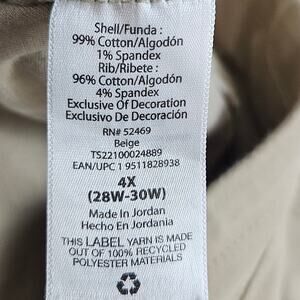 Shell/Funda :
99% Cotton/Algodón
1% Spandex
Rib/Ribete :
96% Cotton/Algodón
4% Spandex
Exclusive Of Decoration
Exclusivo De Decoración
RN# 52469
Beige
TS22100024889
EAN/UPC 1 9511828938
4X
(28W-30W)
Made In Jordan
Hecho En Jordania
THIS LABEL YARN IS MADE
OUT OF 100% RECYCLED
POLYESTER MATERIALS